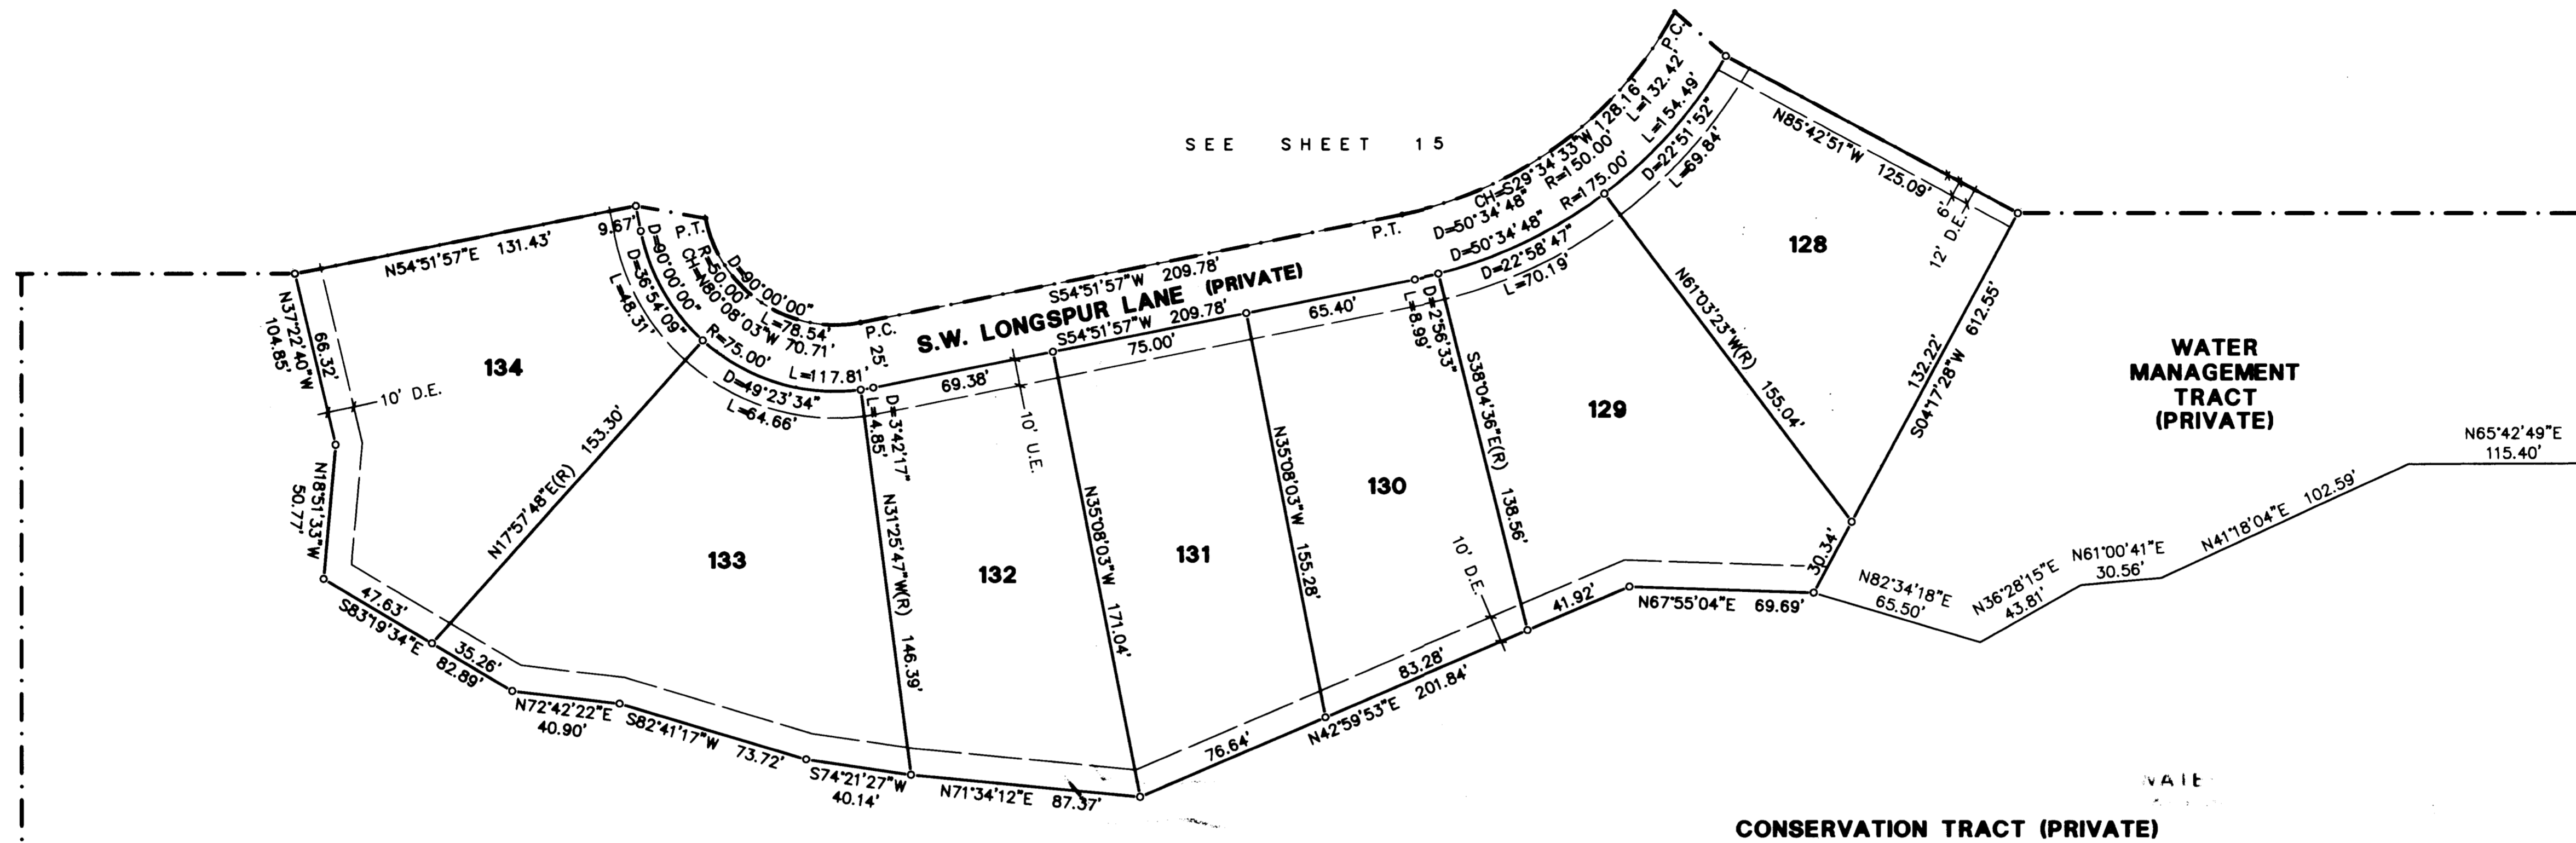 SEE SHEET 15
P.C.
L=132.42'
CH=S29°34'33"W 128.16'
R=150.00'
D=50°34'48"
L=154.49'
R=175.00'
D=50°34'48"
D=22°51'52"
L=69.84'
D=22°58'47"
L=70.19'
N85°42'51"W 125.09'
6'
12' D.E.
128
N54°51'57"E 131.43'
9.67'
P.T.
D=90°00'00"
R=50.00'
CH=N80°08'03"W 70.71'
L=78.54'
P.C.
25'
D=90°00'00"
R=75.00'
L=117.81'
D=36°54'09"
L=48.31'
D=49°23'34"
L=64.66'
S54°51'57"W 209.78'
P.T.
S.W. LONGSPUR LANE (PRIVATE)
S54°51'57"W 209.78'
69.38'
75.00'
65.40'
D=2°56'33"
L=8.99'
D=3°42'17"
L=4.85'
10' U.E.
N37°22'40"W
104.85'
66.32'
10' D.E.
134
N18°51'33"W
50.77'
N17°57'48"E(R) 153.30'
133
N31°25'47"W(R) 146.39'
132
N35°08'03"W 171.04'
131
N35°08'03"W 155.28'
130
S38°04'36"E(R) 138.56'
10' D.E.
129
N61°03'23"W(R) 155.04'
132.22'
S04°17'28"W 612.55'
30.34'
WATER
MANAGEMENT
TRACT
(PRIVATE)
N65°42'49"E
115.40'
N41°18'04"E 102.59'
N61°00'41"E
30.56'
N36°28'15"E
43.81'
N82°34'18"E
65.50'
N67°55'04"E 69.69'
41.92'
83.28'
N42°59'53"E 201.84'
76.64'
47.63'
S83°19'34"E 82.89'
35.26'
N72°42'22"E
40.90'
S82°41'17"W 73.72'
S74°21'27"W
40.14'
N71°34'12"E 87.37'
CONSERVATION TRACT (PRIVATE)